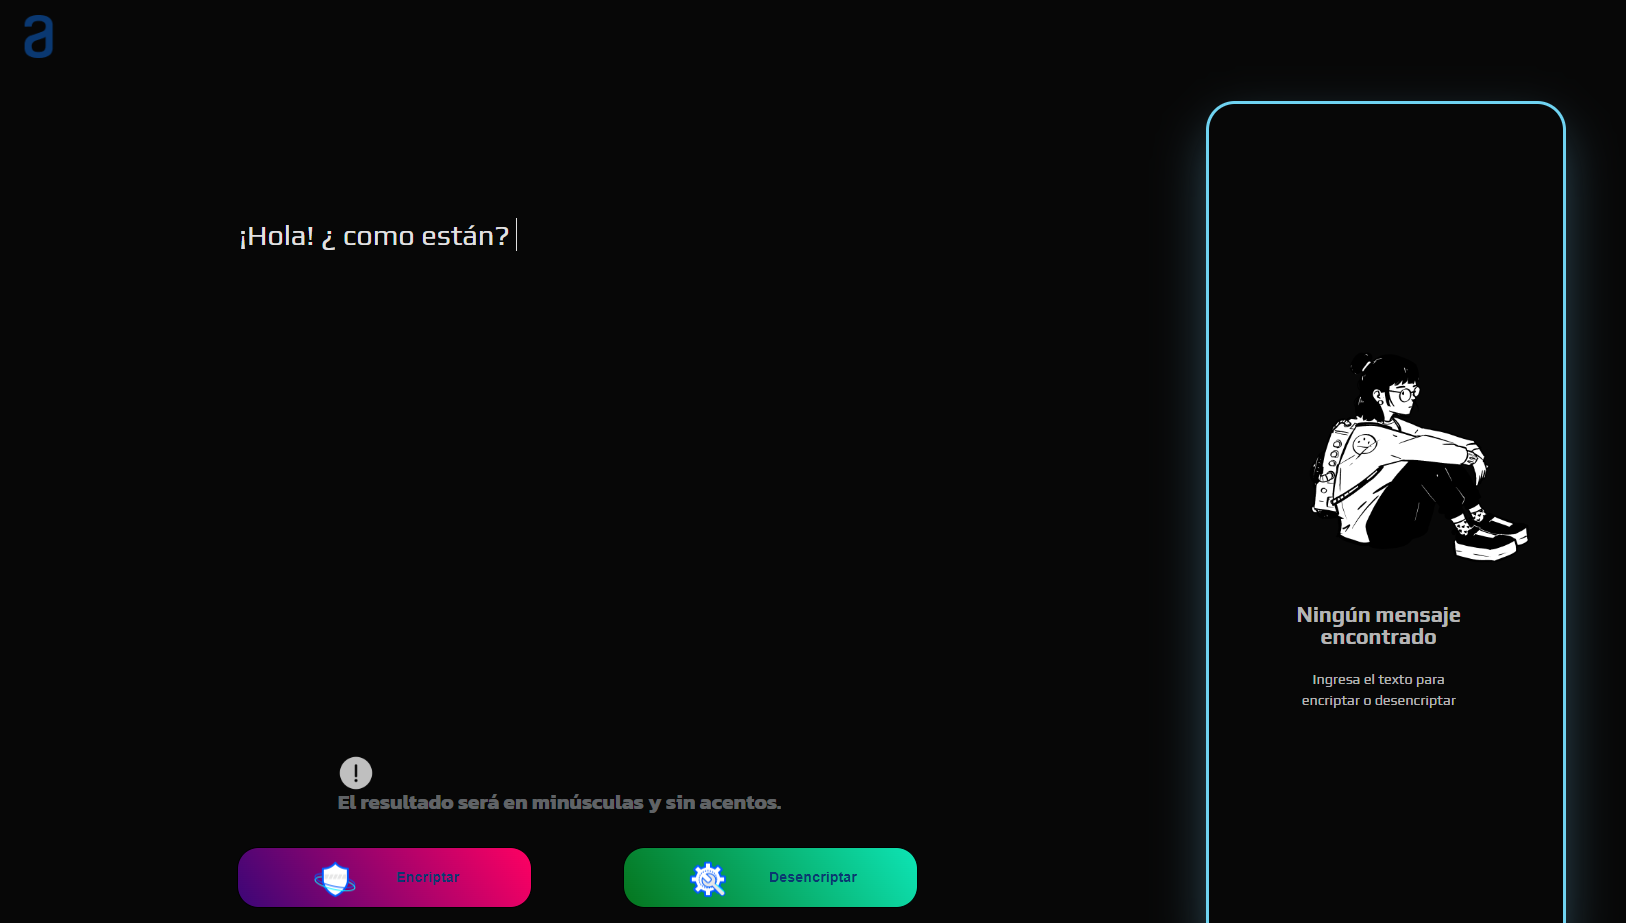 a
¡Hola! ¿ como están?
Ningún mensaje
encontrado
Ingresa el texto para
encriptar o desencriptar
!
El resultado será en minúsculas y sin acentos.
Encriptar
Desencriptar